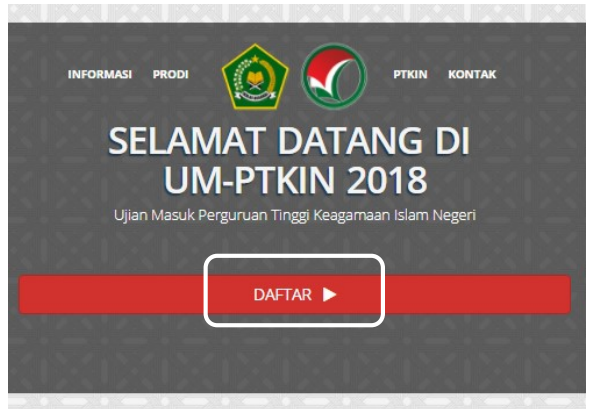 INFORMASI PRODI PTKIN KONTAK
SELAMAT DATANG DI
UM-PTKIN 2018
Ujian Masuk Perguruan Tinggi Keagamaan Islam Negeri
DAFTAR